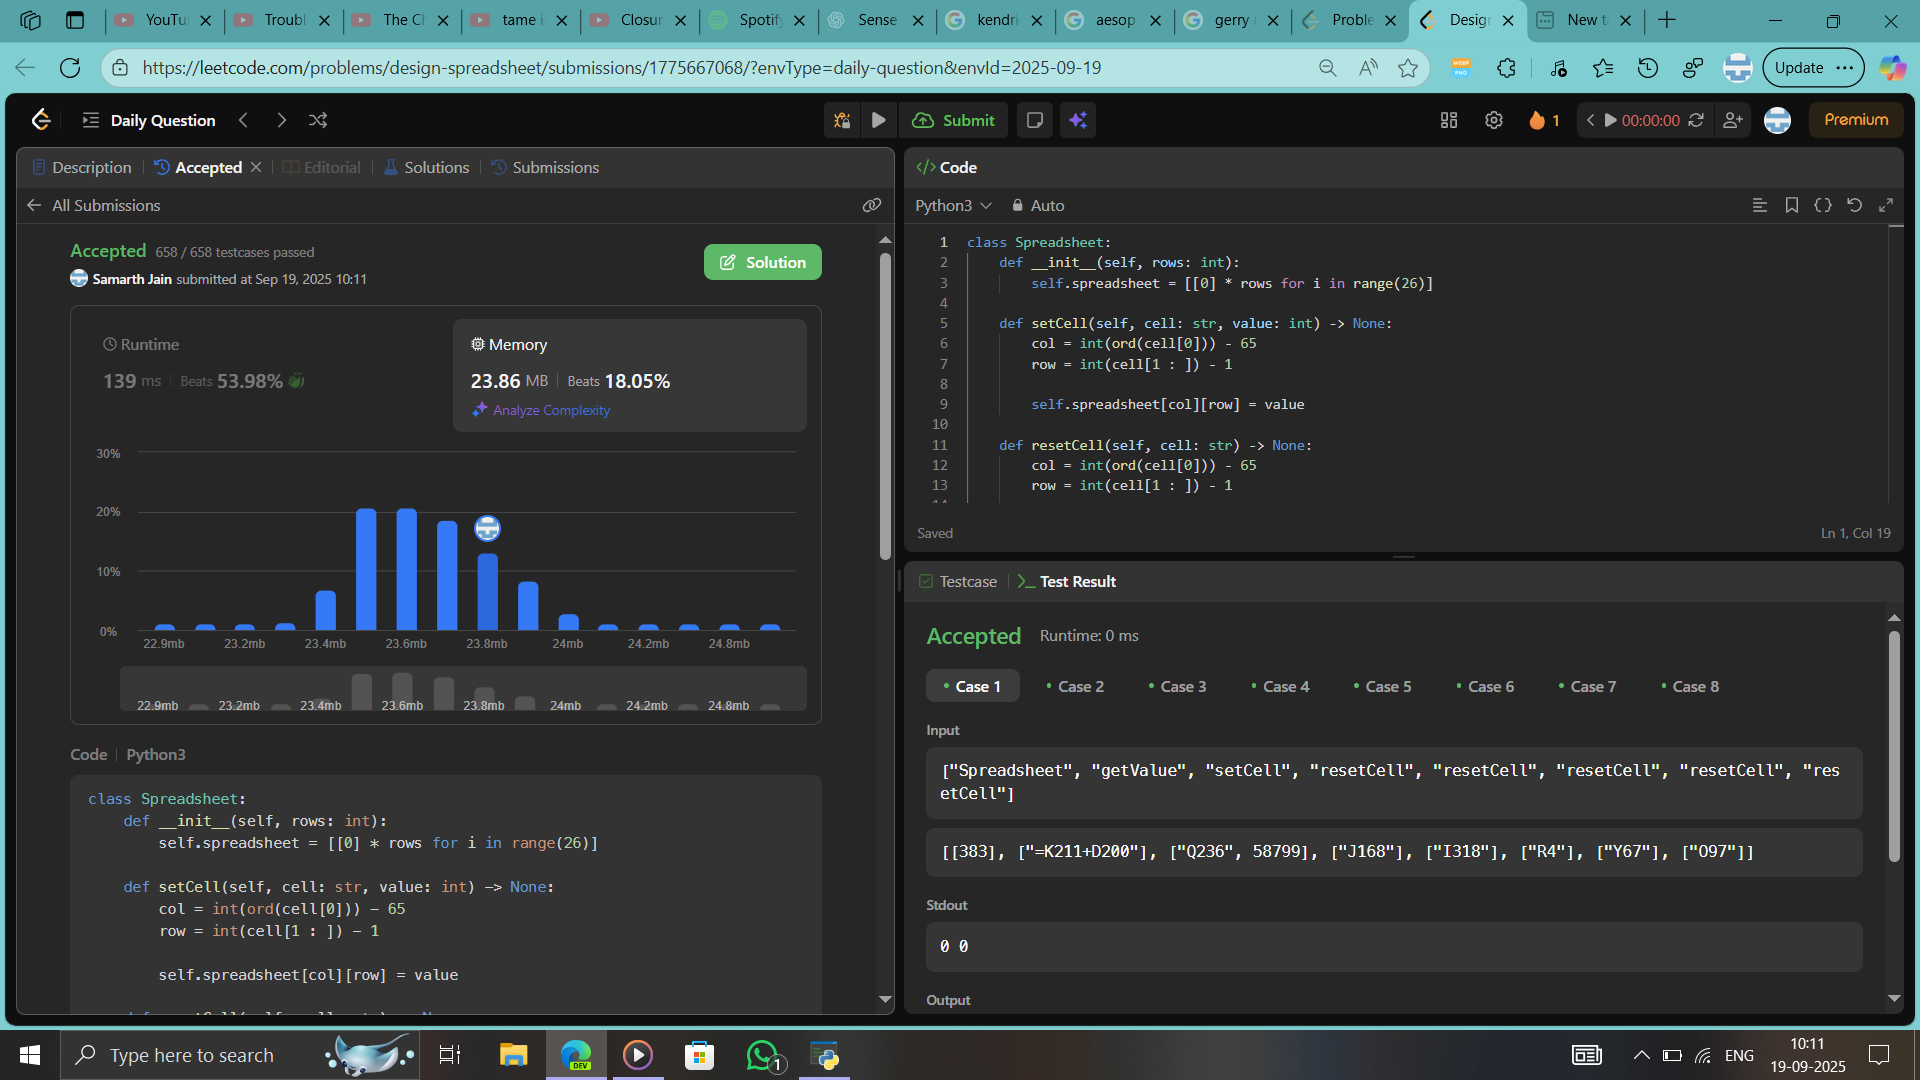 YouTu
Troubl
The Ch
tame i
Closur
Spotify
Sense
kendri
aesop
gerry
Proble
Desig
New t
https://leetcode.com/problems/design-spreadsheet/submissions/1775667068/?envType=daily-question&envId=2025-09-19
WEBP
PNG
Update
Daily Question
Submit
1
00:00:00
Premium
Description
Accepted
Editorial
Solutions
Submissions
All Submissions
Accepted 658 / 658 testcases passed
Samarth Jain submitted at Sep 19, 2025 10:11
Solution
Runtime
139 ms | Beats 53.98%
Memory
23.86 MB | Beats 18.05%
Analyze Complexity
30%
20%
10%
0%
22.9mb 23.2mb 23.4mb 23.6mb 23.8mb 24mb 24.2mb 24.8mb
22.9mb 23.2mb 23.4mb 23.6mb 23.8mb 24mb 24.2mb 24.8mb
Code | Python3
class Spreadsheet:
    def __init__(self, rows: int):
        self.spreadsheet = [[0] * rows for i in range(26)]
    def setCell(self, cell: str, value: int) -> None:
        col = int(ord(cell[0])) - 65
        row = int(cell[1 : ]) - 1
        self.spreadsheet[col][row] = value
</> Code
Python3
Auto
1 class Spreadsheet:
2     def __init__(self, rows: int):
3         self.spreadsheet = [[0] * rows for i in range(26)]
4
5     def setCell(self, cell: str, value: int) -> None:
6         col = int(ord(cell[0])) - 65
7         row = int(cell[1 : ]) - 1
8
9         self.spreadsheet[col][row] = value
10
11     def resetCell(self, cell: str) -> None:
12         col = int(ord(cell[0])) - 65
13         row = int(cell[1 : ]) - 1
Saved
Ln 1, Col 19
Testcase
Test Result
Accepted Runtime: 0 ms
Case 1
Case 2
Case 3
Case 4
Case 5
Case 6
Case 7
Case 8
Input
["Spreadsheet", "getValue", "setCell", "resetCell", "resetCell", "resetCell", "resetCell", "res
etCell"]
[[383], ["=K211+D200"], ["Q236", 58799], ["J168"], ["I318"], ["R4"], ["Y67"], ["O97"]]
Stdout
0 0
Output
Type here to search
DEV
1
ENG
10:11
19-09-2025